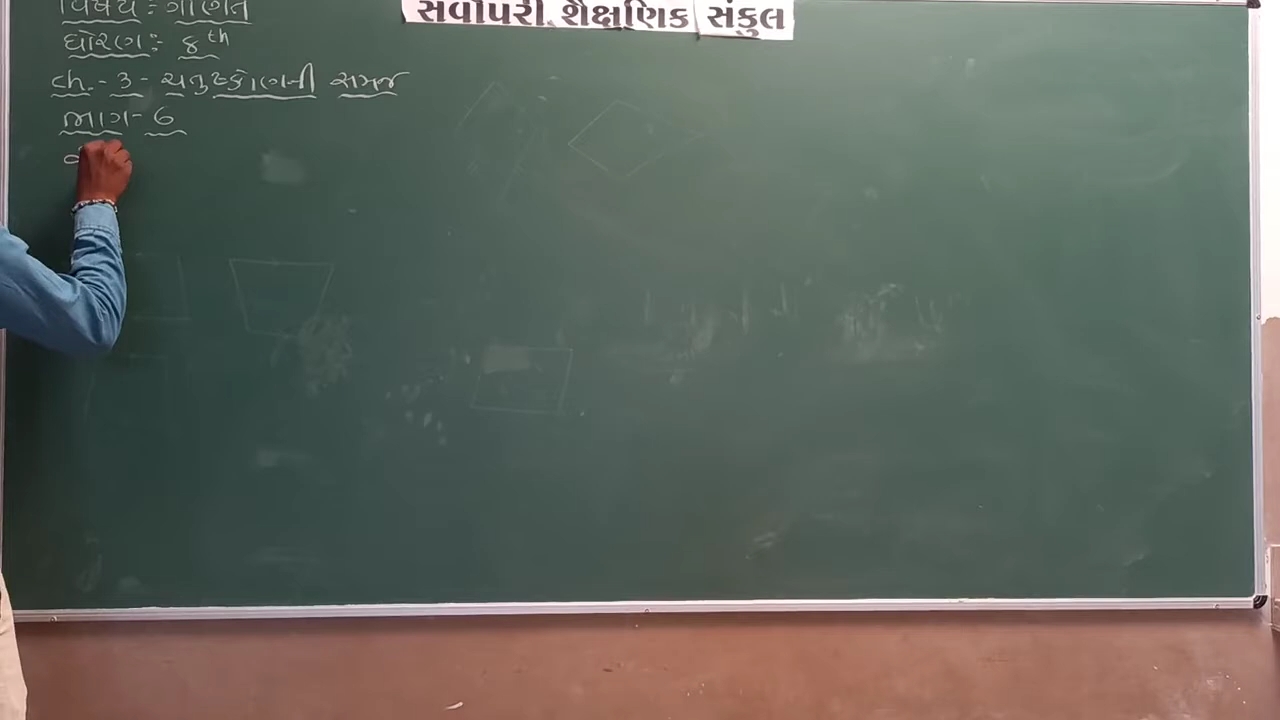 સર્વોપરી શૈક્ષણિક સંકુલ
વિષય : ગણિત
ધોરણ : 8th
ch. - 3 - ચતુષ્કોણની સમજ
ભાગ - 6